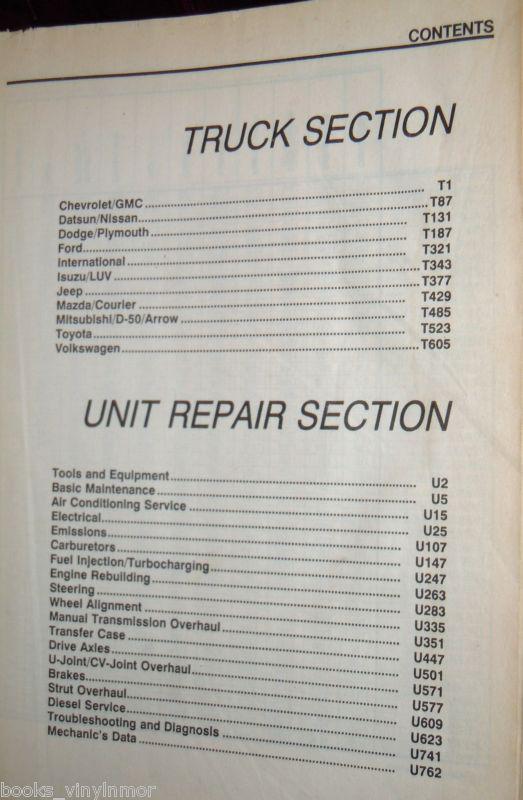 CONTENTS
TRUCK SECTION
Chevrolet/GMC ........ T1
Datsun/Nissan ........ T87
Dodge/Plymouth ........ T131
Ford ........ T187
International ........ T321
Isuzu/LUV ........ T343
Jeep ........ T377
Mazda/Courier ........ T429
Mitsubishi/D-50/Arrow ........ T485
Toyota ........ T523
Volkswagen ........ T605
UNIT REPAIR SECTION
Tools and Equipment ........ U2
Basic Maintenance ........ U5
Air Conditioning Service ........ U15
Electrical ........ U25
Emissions ........ U107
Carburetors ........ U147
Fuel Injection/Turbocharging ........ U247
Engine Rebuilding ........ U263
Steering ........ U283
Wheel Alignment ........ U335
Manual Transmission Overhaul ........ U351
Transfer Case ........ U447
Drive Axles ........ U501
U-Joint/CV-Joint Overhaul ........ U571
Brakes ........ U577
Strut Overhaul ........ U609
Diesel Service ........ U623
Troubleshooting and Diagnosis ........ U741
Mechanic's Data ........ U762
books_vinylnmor